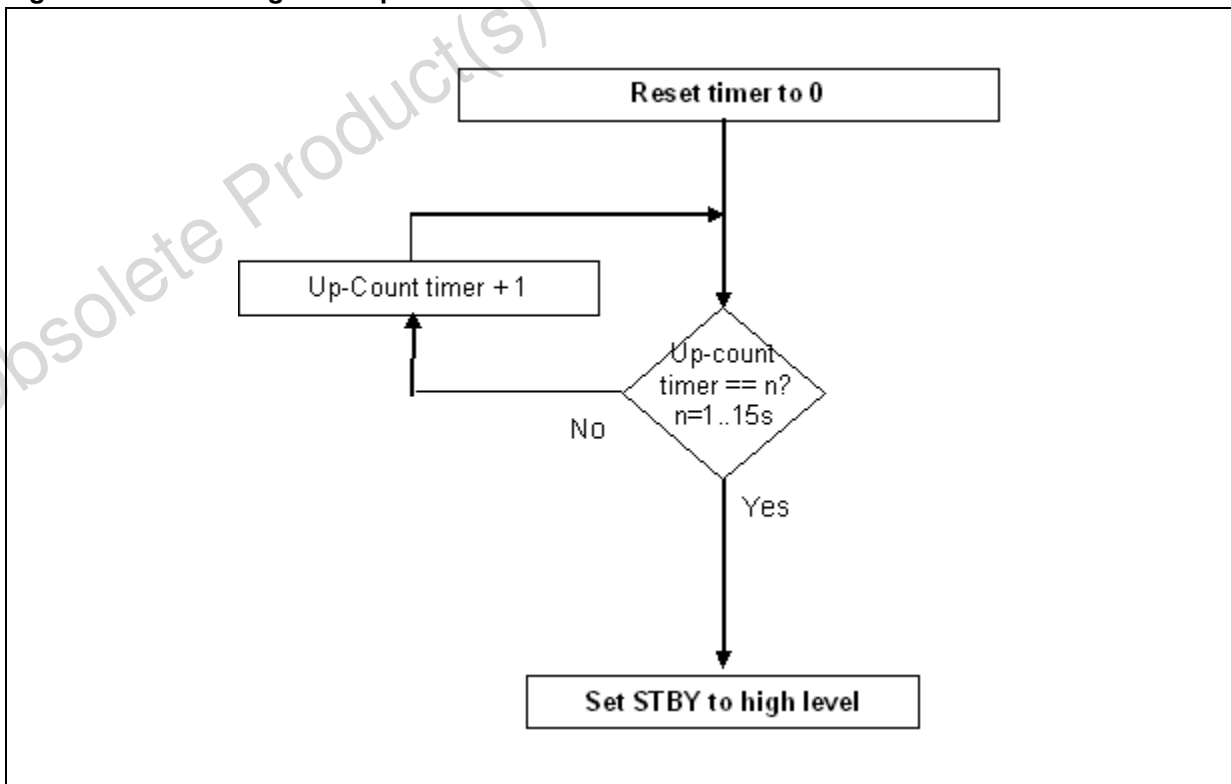 Obsolete Product(s)
Reset timer to 0
Up-Count timer + 1
Up-count
timer == n?
n=1..15s
No
Yes
Set STBY to high level